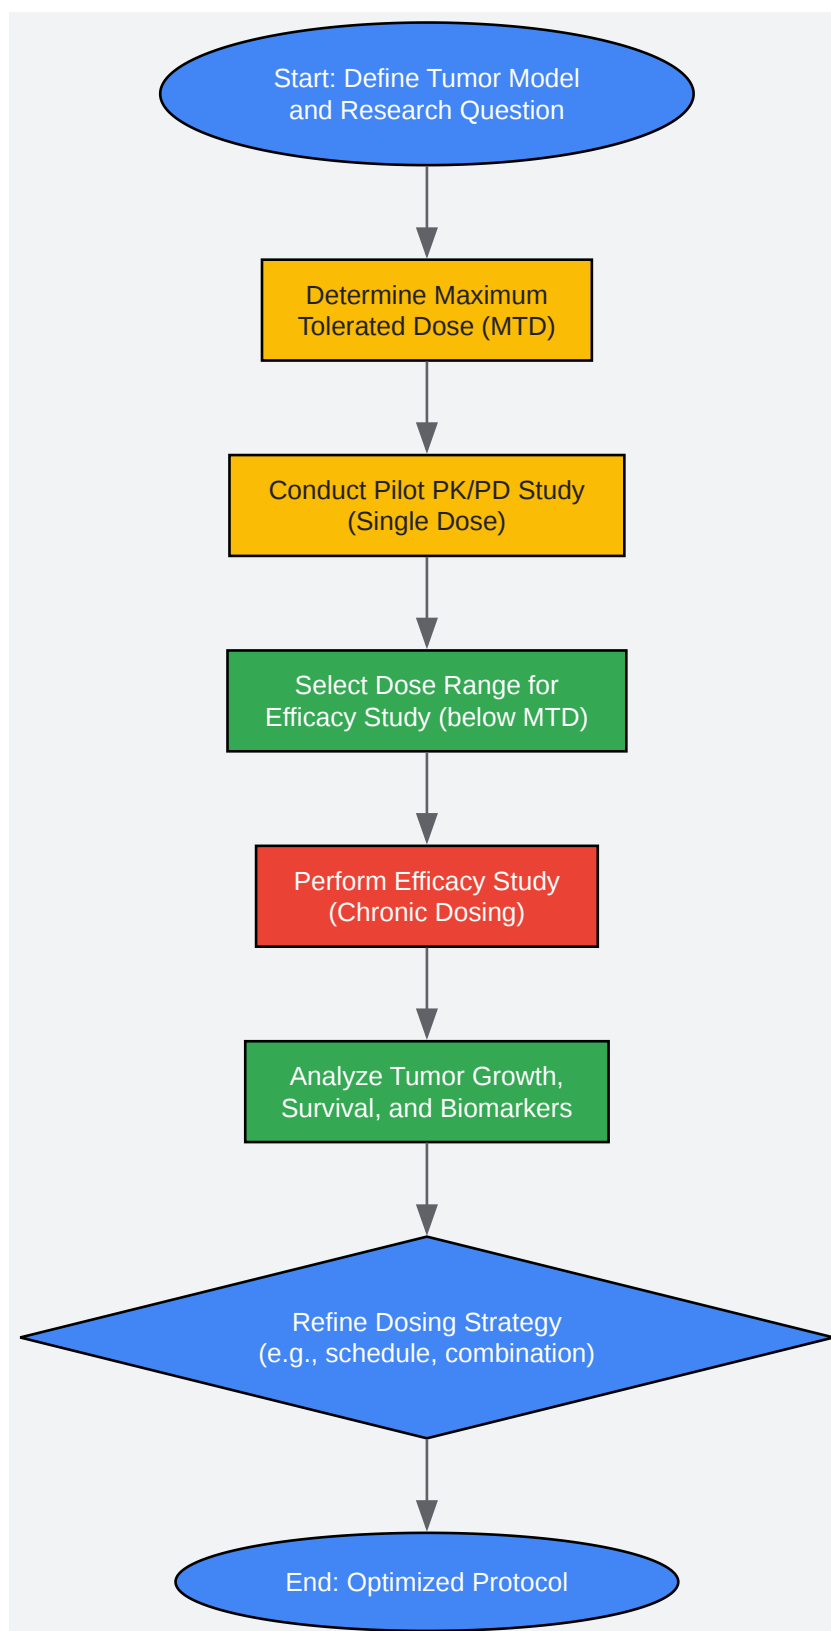 Start: Define Tumor Model
and Research Question
Determine Maximum
Tolerated Dose (MTD)
Conduct Pilot PK/PD Study
(Single Dose)
Select Dose Range for
Efficacy Study (below MTD)
Perform Efficacy Study
(Chronic Dosing)
Analyze Tumor Growth,
Survival, and Biomarkers
Refine Dosing Strategy
(e.g., schedule, combination)
End: Optimized Protocol